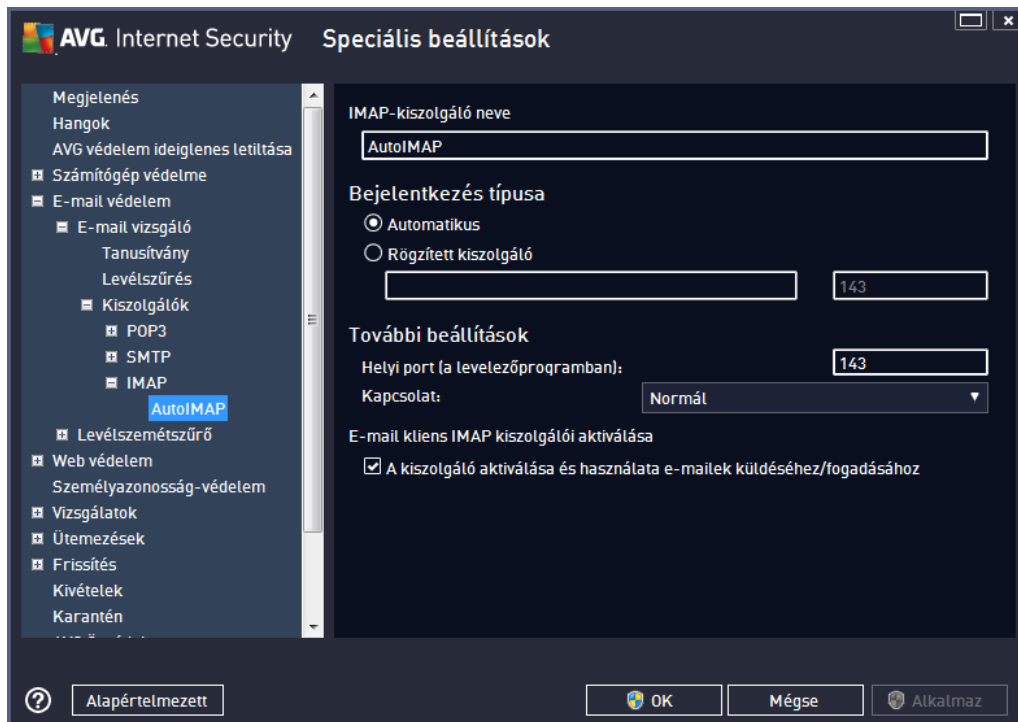 AVG. Internet Security Speciális beállítások
Megjelenés
Hangok
AVG védelem ideiglenes letiltása
Számítógép védelme
E-mail védelem
E-mail vizsgáló
Tanusítvány
Levélszűrés
Kiszolgálók
POP3
SMTP
IMAP
AutoIMAP
Levélszemétszűrő
Web védelem
Személyazonosság-védelem
Vizsgálatok
Ütemezések
Frissítés
Kivételek
Karantén
IMAP-kiszolgáló neve
AutoIMAP
Bejelentkezés típusa
Automatikus
Rögzített kiszolgáló
143
További beállítások
Helyi port (a levelezőprogramban):
143
Kapcsolat:
Normál
E-mail kliens IMAP kiszolgálói aktiválása
A kiszolgáló aktiválása és használata e-mailek küldéséhez/fogadásához
Alapértelmezett
OK
Mégse
Alkalmaz